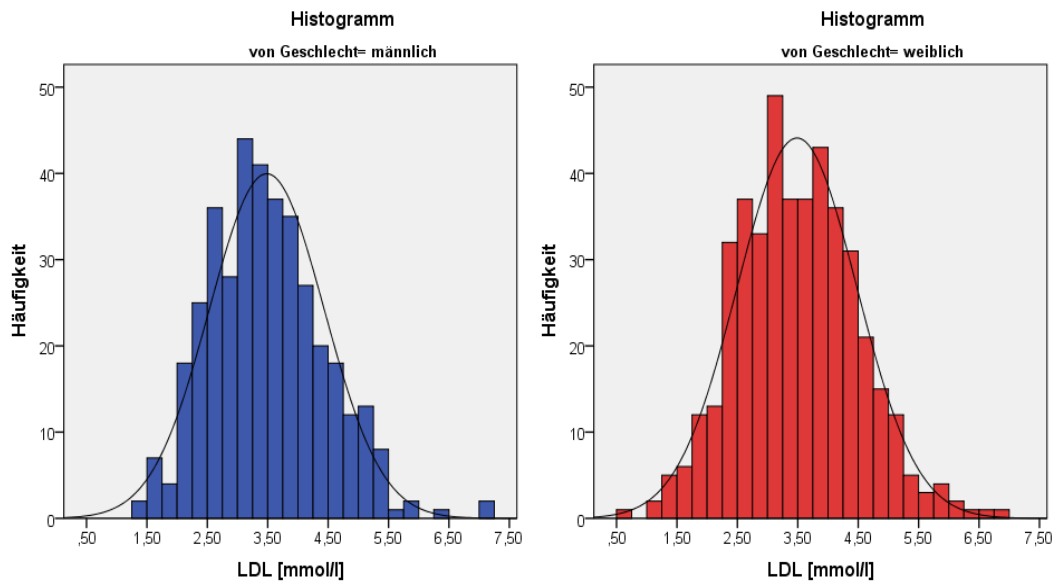 Histogramm
von Geschlecht= männlich
Häufigkeit
50
40
30
20
10
0
,50 1,50 2,50 3,50 4,50 5,50 6,50 7,50
LDL [mmol/l]
Histogramm
von Geschlecht= weiblich
Häufigkeit
50
40
30
20
10
0
,50 1,50 2,50 3,50 4,50 5,50 6,50 7,50
LDL [mmol/l]